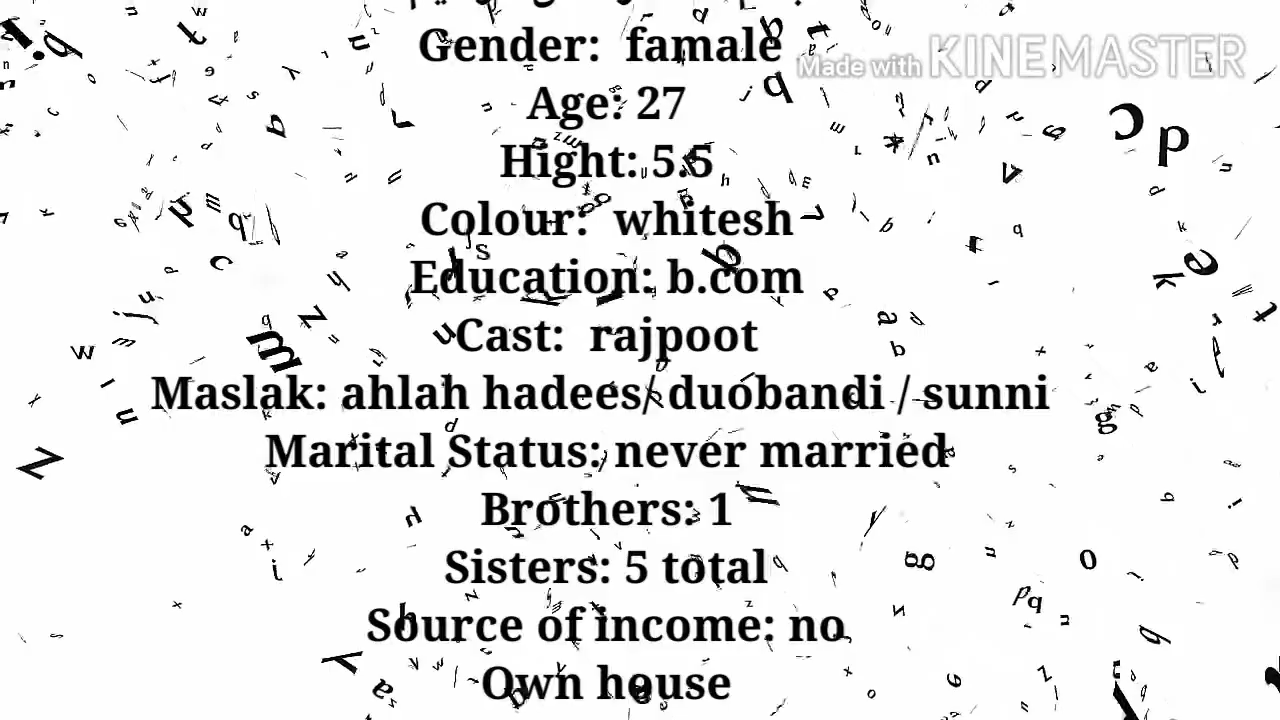 Gender: famale
Made with KINEMASTER
Age: 27
Hight: 5.5
Colour: whitesh
Education: b.com
Cast: rajpoot
Maslak: ahlah hadees/ duobandi / sunni
Marital Status: never married
Brothers: 1
Sisters: 5 total
Source of income: no
Own house